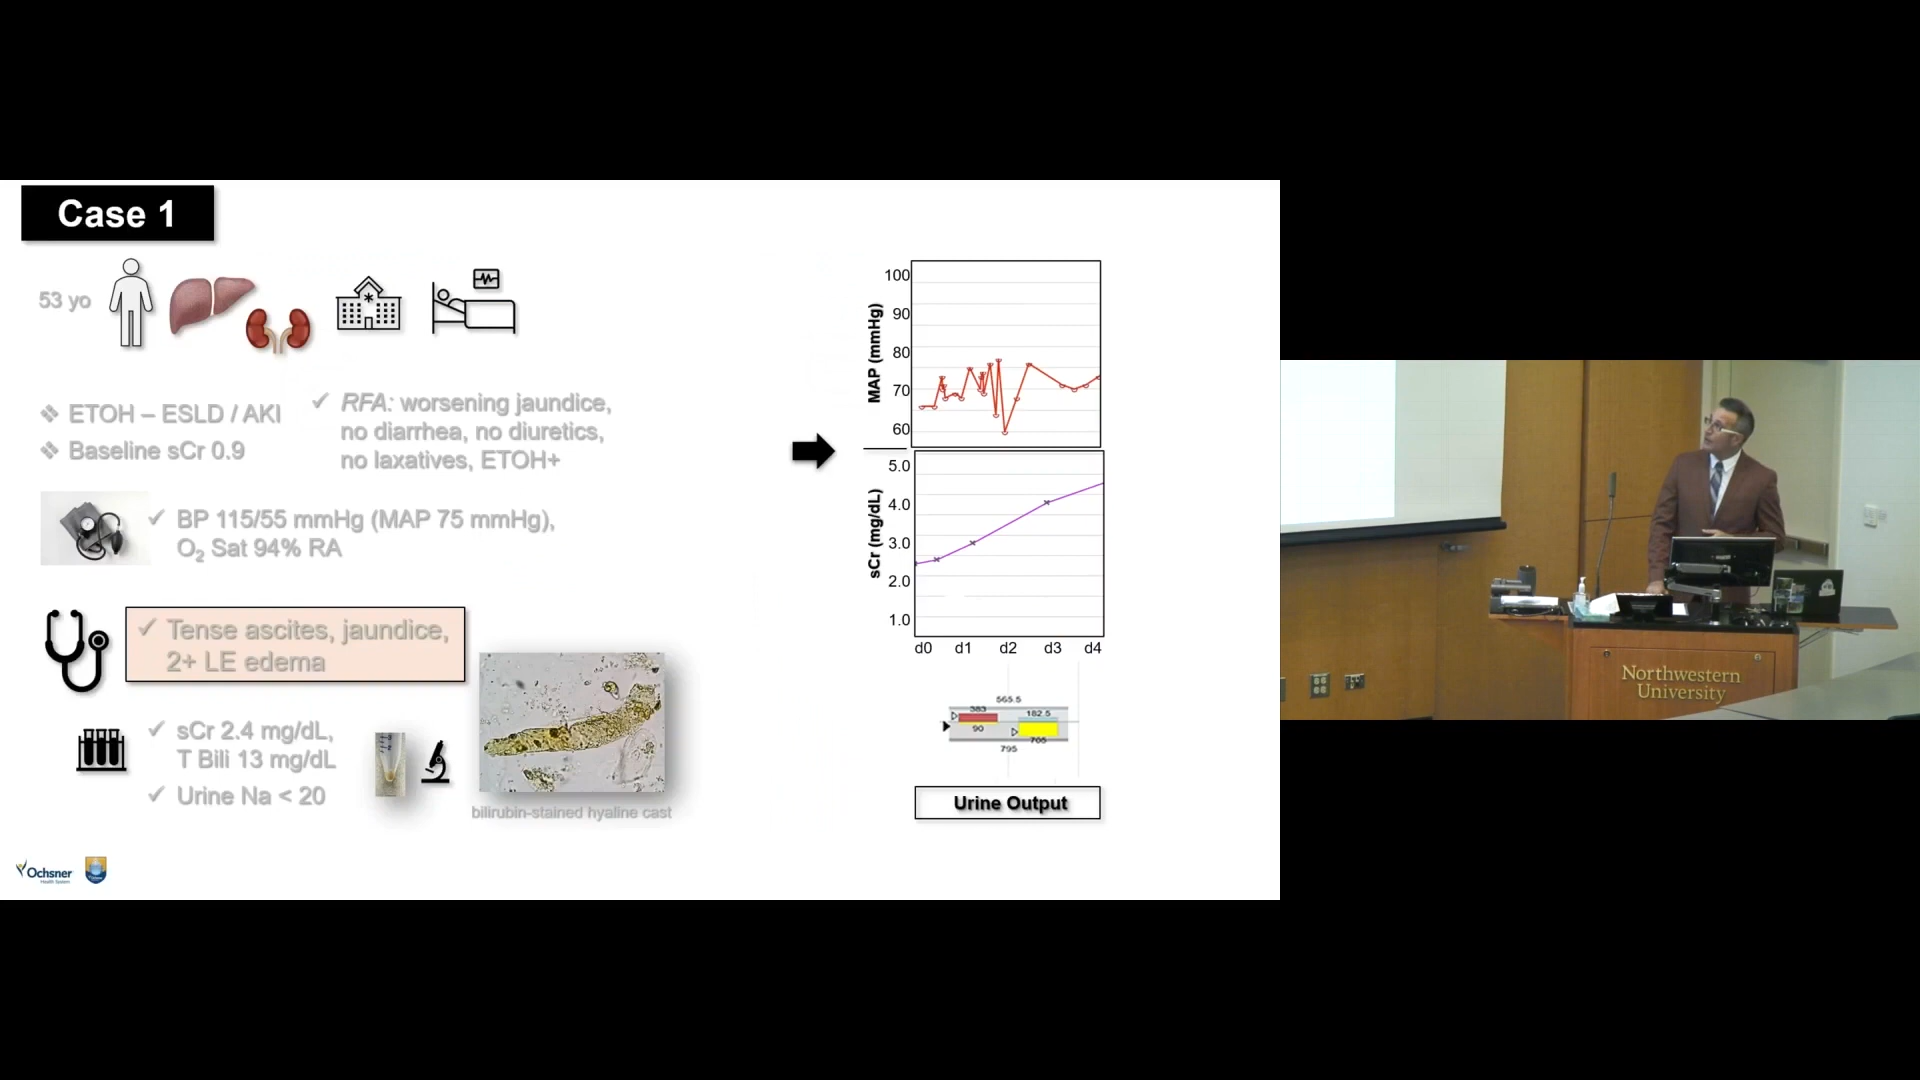 Case 1
53 yo
ETOH – ESLD / AKI
Baseline sCr 0.9
✓ RFA: worsening jaundice,
no diarrhea, no diuretics,
no laxatives, ETOH+
✓ BP 115/55 mmHg (MAP 75 mmHg),
O2 Sat 94% RA
✓ Tense ascites, jaundice,
2+ LE edema
✓ sCr 2.4 mg/dL,
T Bili 13 mg/dL
✓ Urine Na < 20
bilirubin-stained hyaline cast
Ochsner
Health System
MAP (mmHg)
100
90
80
70
60
sCr (mg/dL)
5.0
4.0
3.0
2.0
1.0
d0 d1 d2 d3 d4
565.5
383 182.5
90 705
795
Urine Output
Northwestern
University